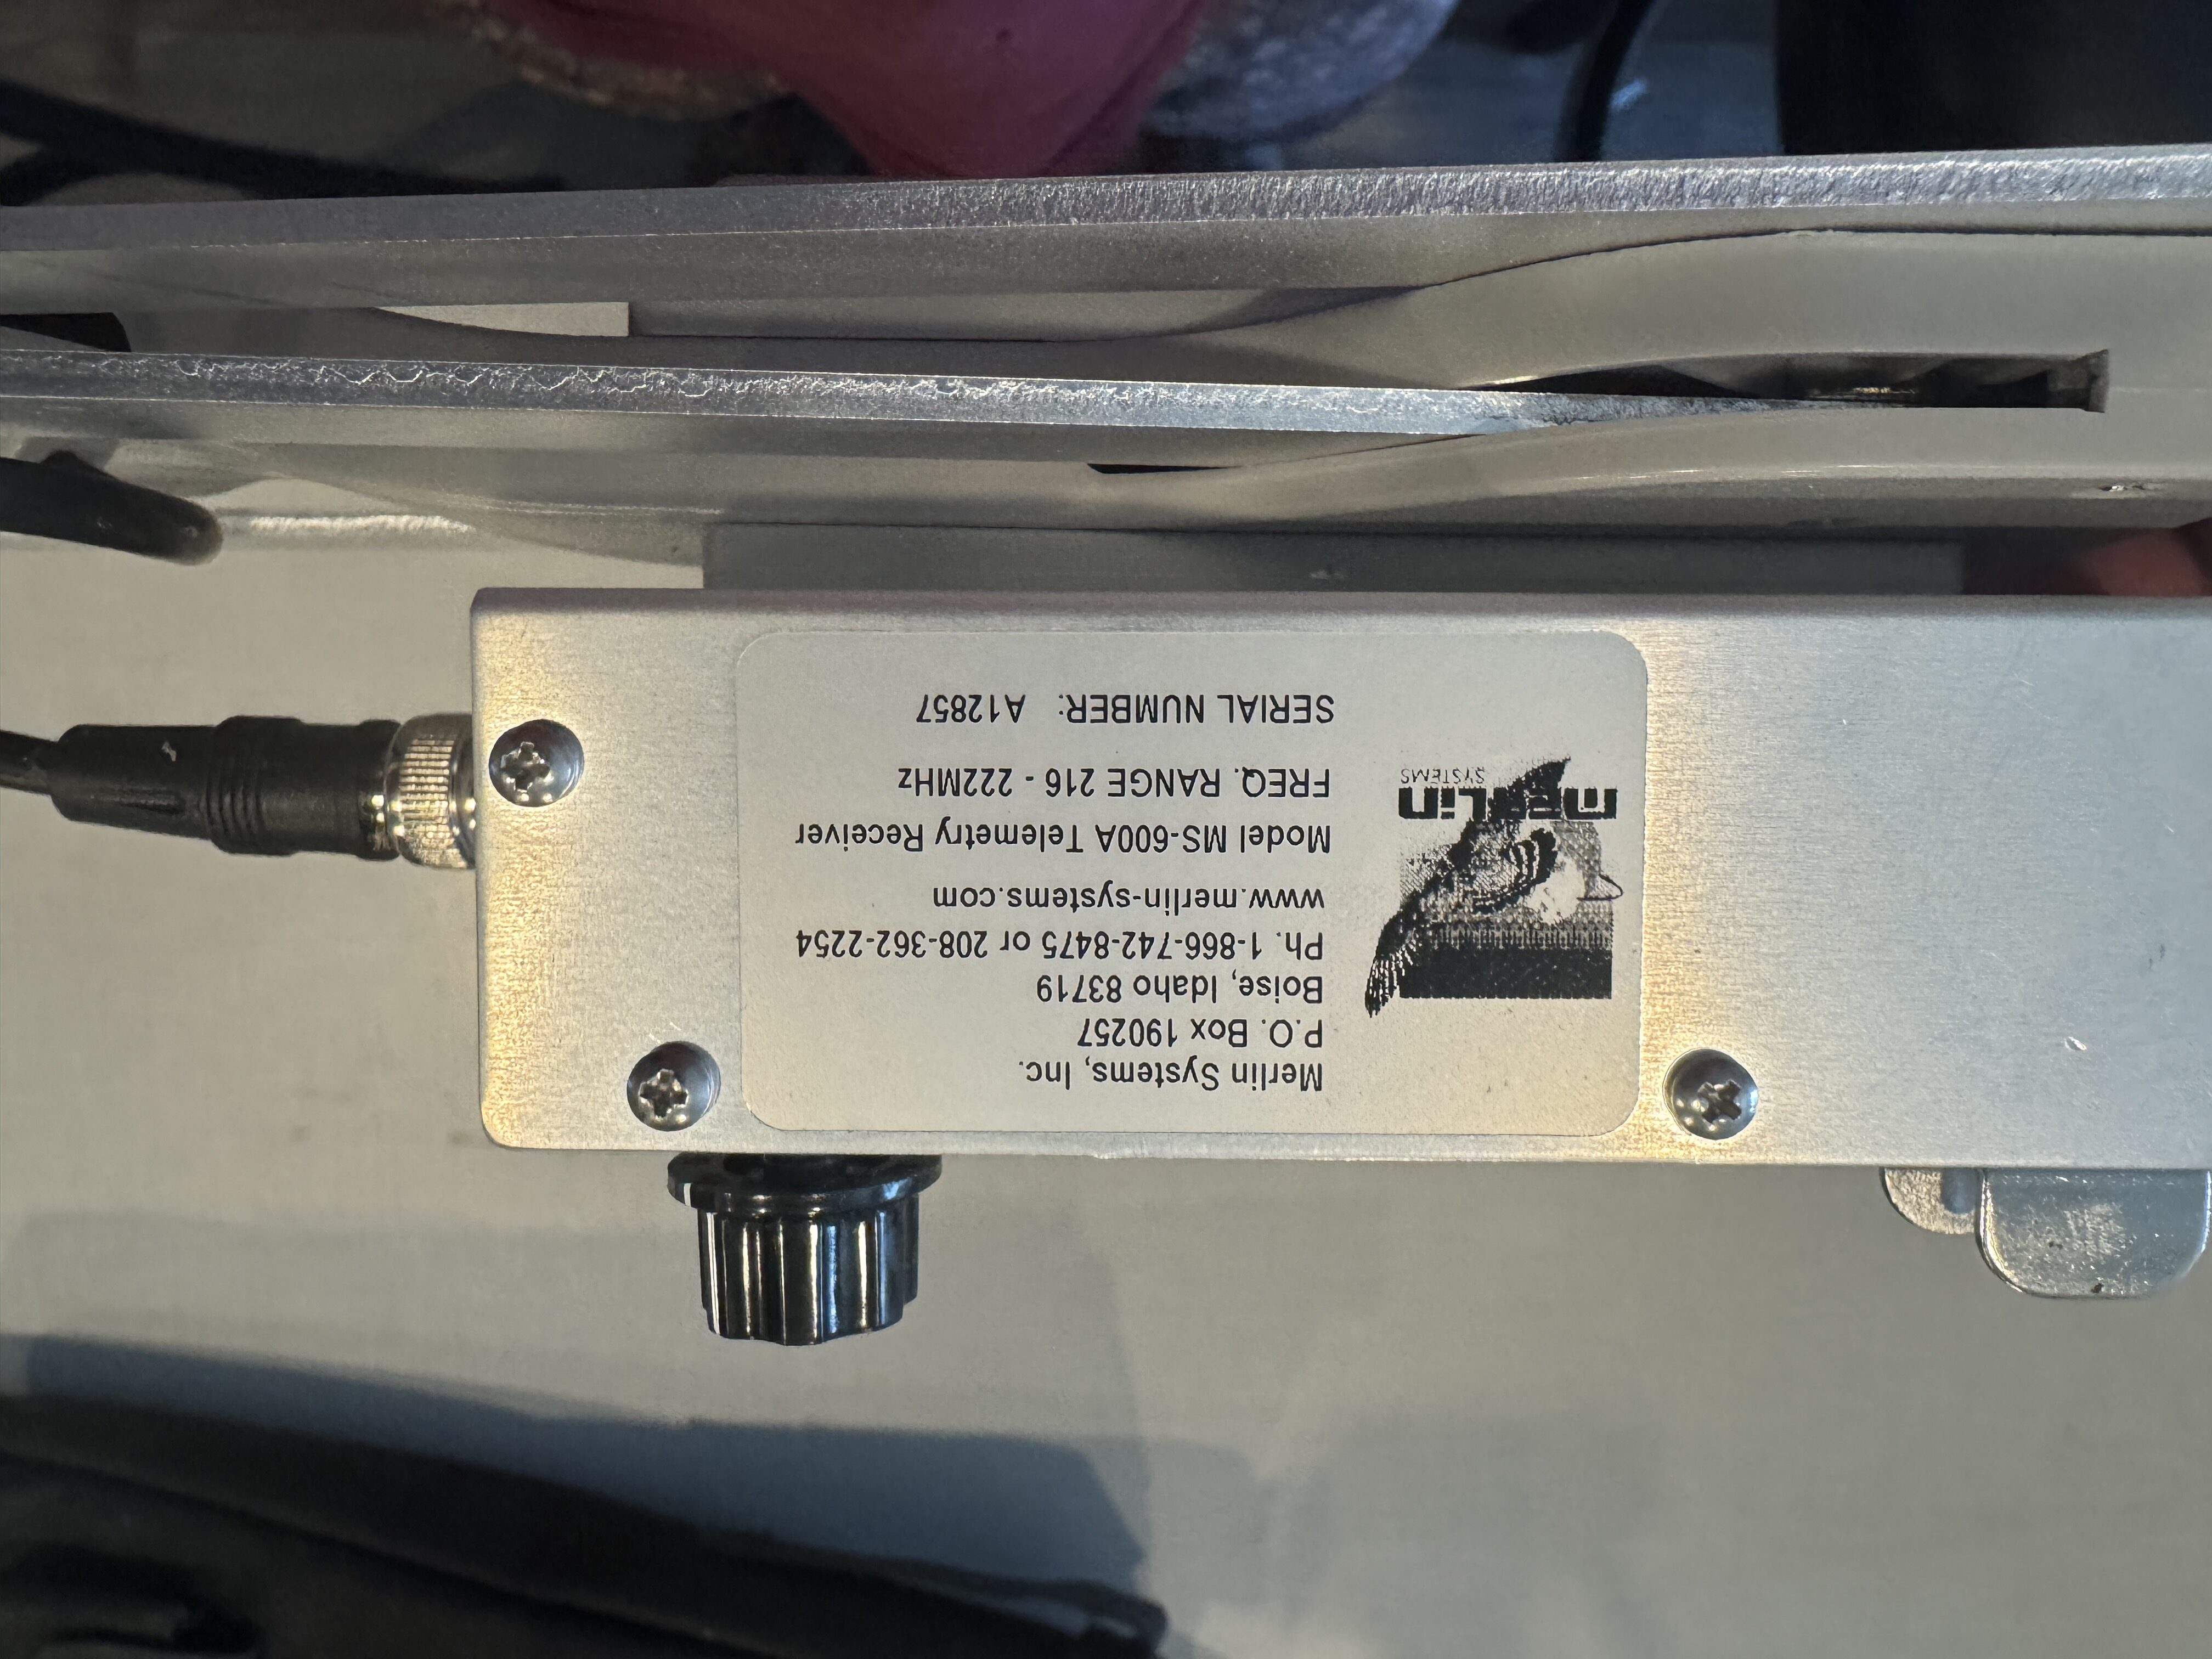 Merlin Systems, Inc.
P.O. Box 190257
Boise, Idaho 83719
Ph. 1-866-742-8475 or 208-362-2254
www.merlin-systems.com
Model MS-600A Telemetry Receiver
FREQ. RANGE 216 - 222MHz
SERIAL NUMBER: A12857
merlin
SYSTEMS